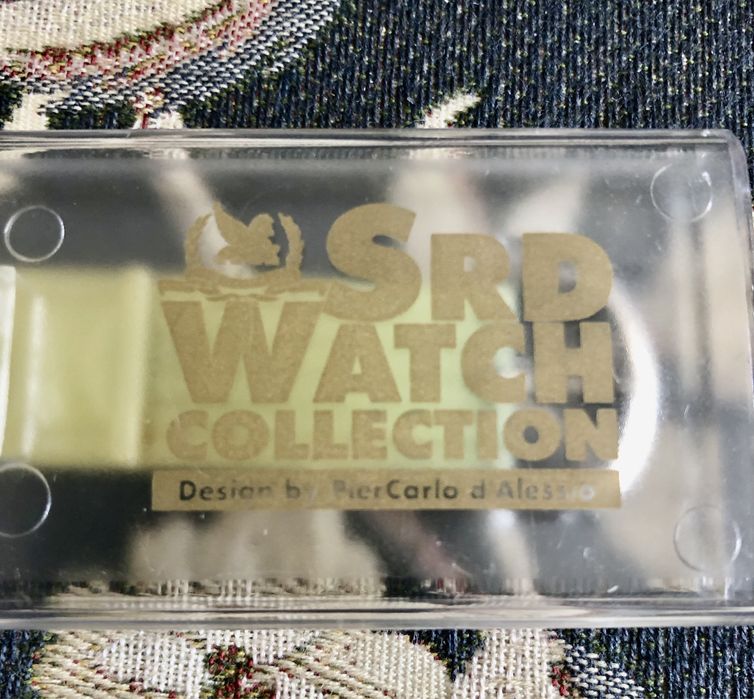 SRD
WATCH
COLLECTION
Design by PierCarlo d'Alessio